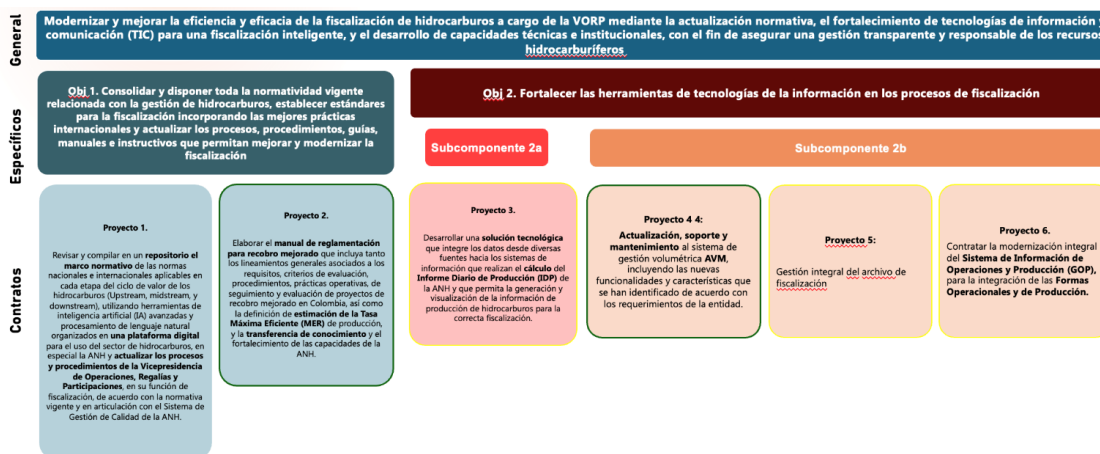 General
Modernizar y mejorar la eficiencia y eficacia de la fiscalización de hidrocarburos a cargo de la VORP mediante la actualización normativa, el fortalecimiento de tecnologías de información y
comunicación (TIC) para una fiscalización inteligente, y el desarrollo de capacidades técnicas e institucionales, con el fin de asegurar una gestión transparente y responsable de los recursos
hidrocarburíferos
Específicos
Obj 1. Consolidar y disponer toda la normatividad vigente
relacionada con la gestión de hidrocarburos, establecer estándares
para la fiscalización incorporando las mejores prácticas
internacionales y actualizar los procesos, procedimientos, guías,
manuales e instructivos que permitan mejorar y modernizar la
fiscalización
Obj 2. Fortalecer las herramientas de tecnologías de la información en los procesos de fiscalización
Subcomponente 2a
Subcomponente 2b
Contratos
Proyecto 1.
Revisar y compilar en un repositorio el
marco normativo de las normas
nacionales e internacionales aplicables en
cada etapa del ciclo de valor de los
hidrocarburos (Upstream, midstream, y
downstream), utilizando herramientas de
inteligencia artificial (IA) avanzadas y
procesamiento de lenguaje natural
organizados en una plataforma digital
para el uso del sector de hidrocarburos, en
especial la ANH y actualizar los procesos
y procedimientos de la Vicepresidencia
de Operaciones, Regalías y
Participaciones, en su función de
fiscalización, de acuerdo con la normativa
vigente y en articulación con el Sistema de
Gestión de Calidad de la ANH.
Proyecto 2.
Elaborar el manual de reglamentación
para recobro mejorado que incluya tanto
los lineamientos generales asociados a los
requisitos, criterios de evaluación,
procedimientos, prácticas operativas, de
seguimiento y evaluación de proyectos de
recobro mejorado en Colombia, así como
la definición de estimación de la Tasa
Máxima Eficiente (MER) de producción,
y la transferencia de conocimiento y el
fortalecimiento de las capacidades de la
ANH.
Proyecto 3.
Desarrollar una solución tecnológica
que integre los datos desde diversas
fuentes hacia los sistemas de
información que realizan el cálculo del
Informe Diario de Producción (IDP) de
la ANH y que permita la generación y
visualización de la información de
producción de hidrocarburos para la
correcta fiscalización.
Proyecto 4 4:
Actualización, soporte y
mantenimiento al sistema de
gestión volumétrica AVM,
incluyendo las nuevas
funcionalidades y características que
se han identificado de acuerdo con
los requerimientos de la entidad.
Proyecto 5:
Gestión integral del archivo de
fiscalización
Proyecto 6.
Contratar la modernización integral
del Sistema de Información de
Operaciones y Producción (GOP),
para la integración de las Formas
Operacionales y de Producción.